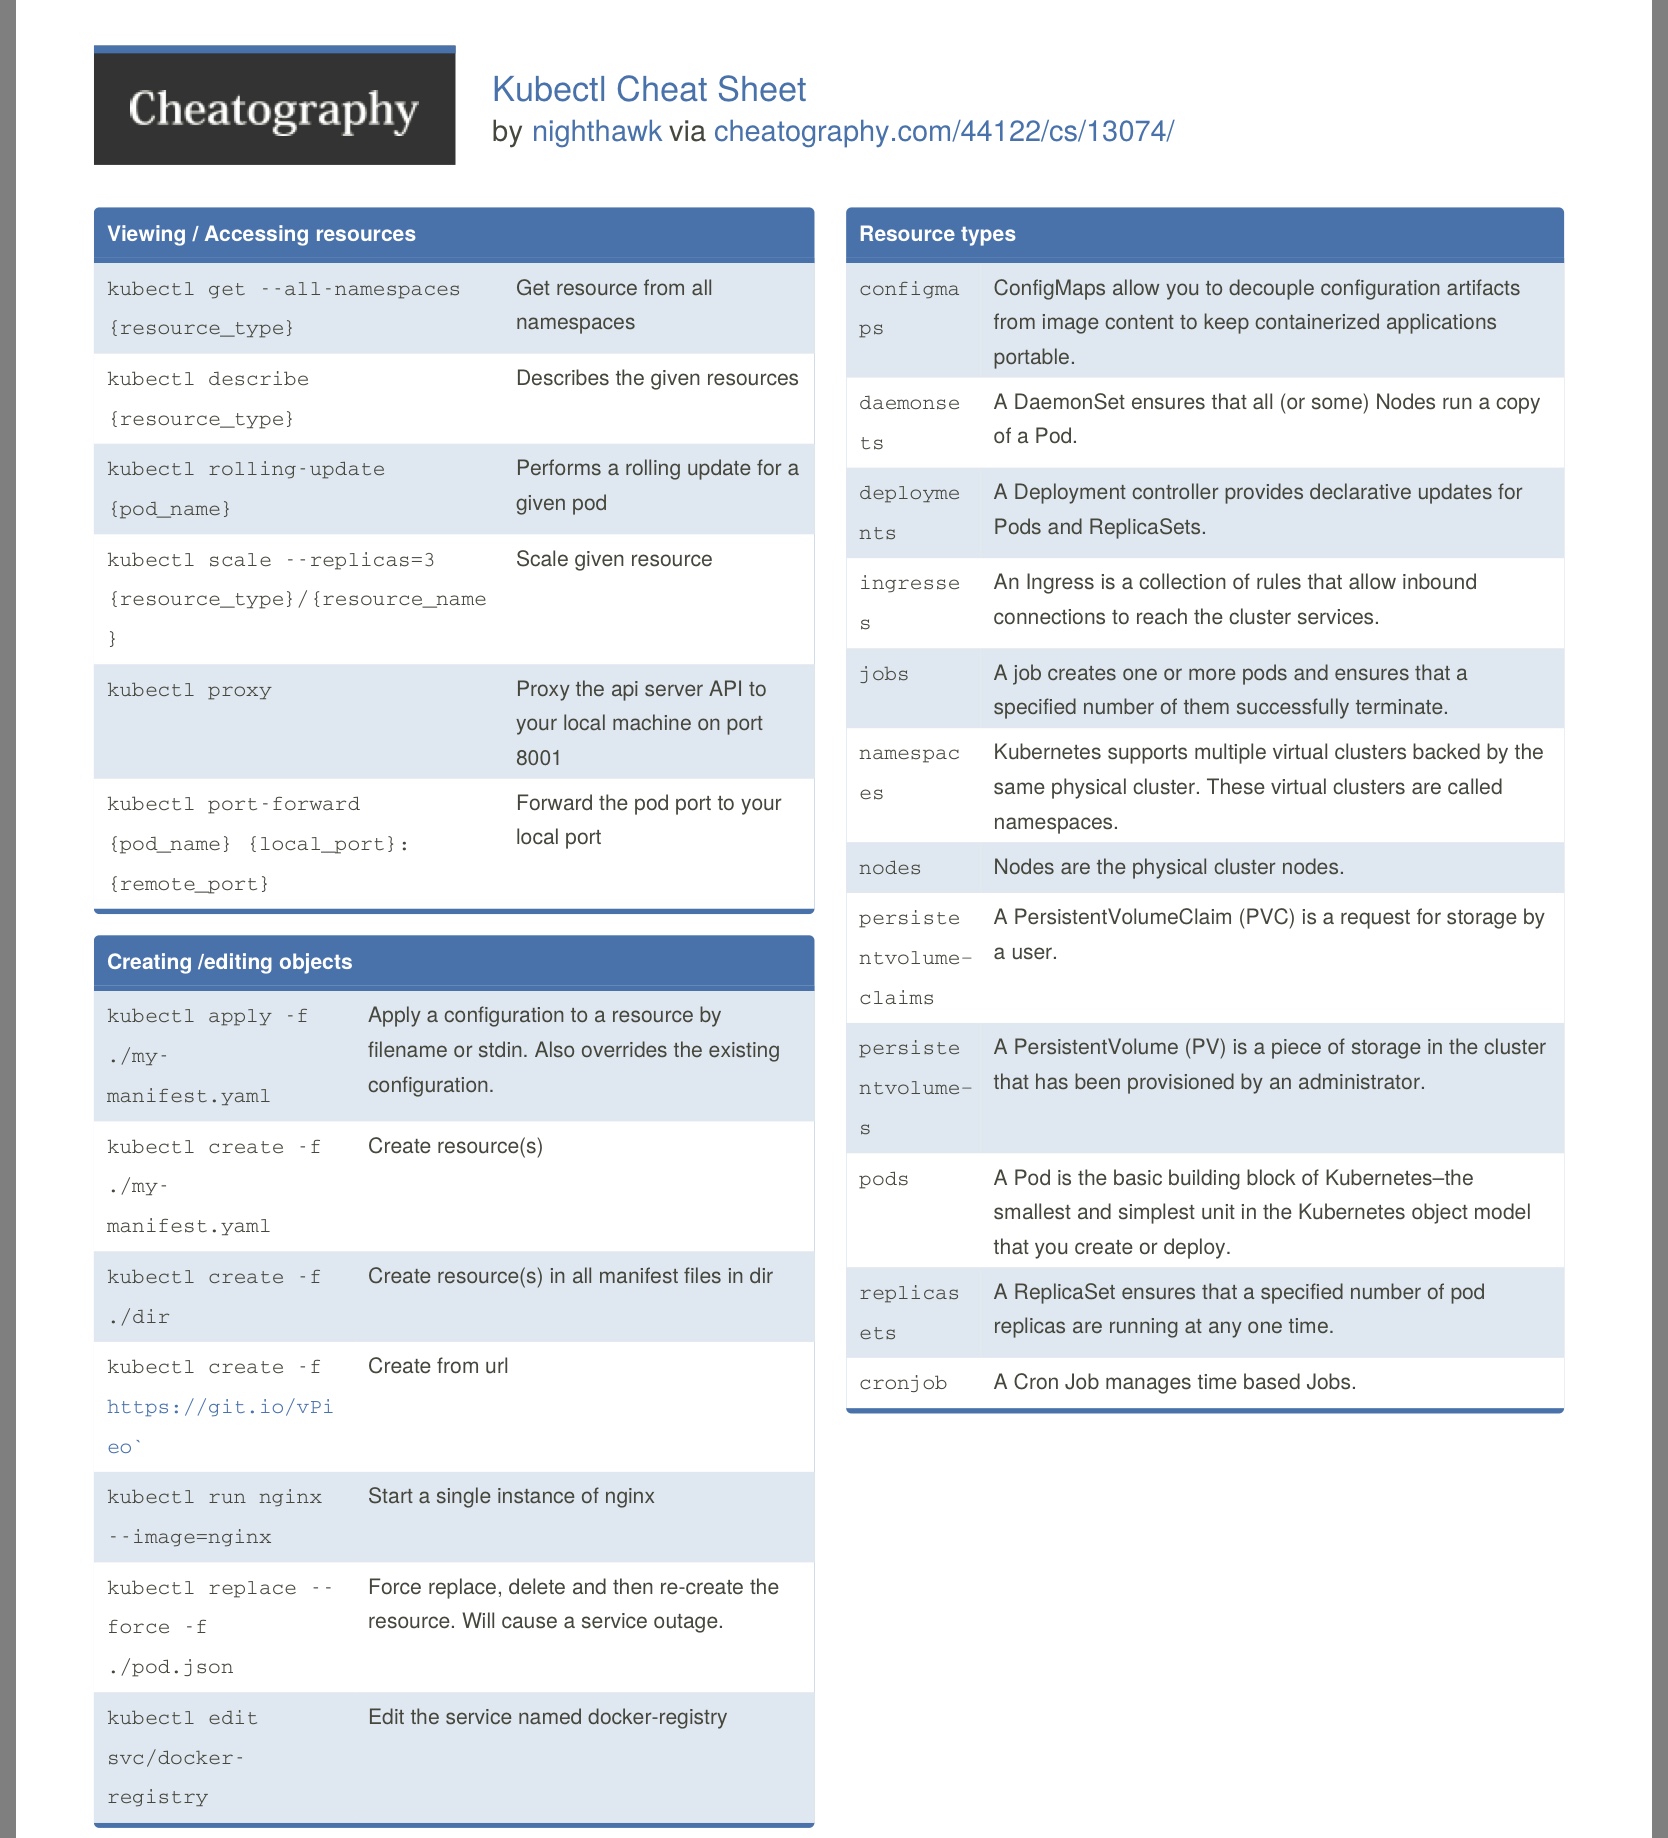 Cheatography
Kubectl Cheat Sheet
by nighthawk via cheatography.com/44122/cs/13074/
Viewing / Accessing resources
kubectl get --all-namespaces
{resource_type}
Get resource from all
namespaces
kubectl describe
{resource_type}
Describes the given resources
kubectl rolling-update
{pod_name}
Performs a rolling update for a
given pod
kubectl scale --replicas=3
{resource_type}/{resource_name
}
Scale given resource
kubectl proxy
Proxy the api server API to
your local machine on port
8001
kubectl port-forward
{pod_name} {local_port}:
{remote_port}
Forward the pod port to your
local port
Creating /editing objects
kubectl apply -f
./my-
manifest.yaml
Apply a configuration to a resource by
filename or stdin. Also overrides the existing
configuration.
kubectl create -f
./my-
manifest.yaml
Create resource(s)
kubectl create -f
./dir
Create resource(s) in all manifest files in dir
kubectl create -f
https://git.io/vPi
eo`
Create from url
kubectl run nginx
--image=nginx
Start a single instance of nginx
kubectl replace --
force -f
./pod.json
Force replace, delete and then re-create the
resource. Will cause a service outage.
kubectl edit
svc/docker-
registry
Edit the service named docker-registry
Resource types
configma
ps
ConfigMaps allow you to decouple configuration artifacts
from image content to keep containerized applications
portable.
daemonse
ts
A DaemonSet ensures that all (or some) Nodes run a copy
of a Pod.
deployme
nts
A Deployment controller provides declarative updates for
Pods and ReplicaSets.
ingresse
s
An Ingress is a collection of rules that allow inbound
connections to reach the cluster services.
jobs
A job creates one or more pods and ensures that a
specified number of them successfully terminate.
namespac
es
Kubernetes supports multiple virtual clusters backed by the
same physical cluster. These virtual clusters are called
namespaces.
nodes
Nodes are the physical cluster nodes.
persiste
ntvolume-
claims
A PersistentVolumeClaim (PVC) is a request for storage by
a user.
persiste
ntvolume-
s
A PersistentVolume (PV) is a piece of storage in the cluster
that has been provisioned by an administrator.
pods
A Pod is the basic building block of Kubernetes–the
smallest and simplest unit in the Kubernetes object model
that you create or deploy.
replicas
ets
A ReplicaSet ensures that a specified number of pod
replicas are running at any one time.
cronjob
A Cron Job manages time based Jobs.